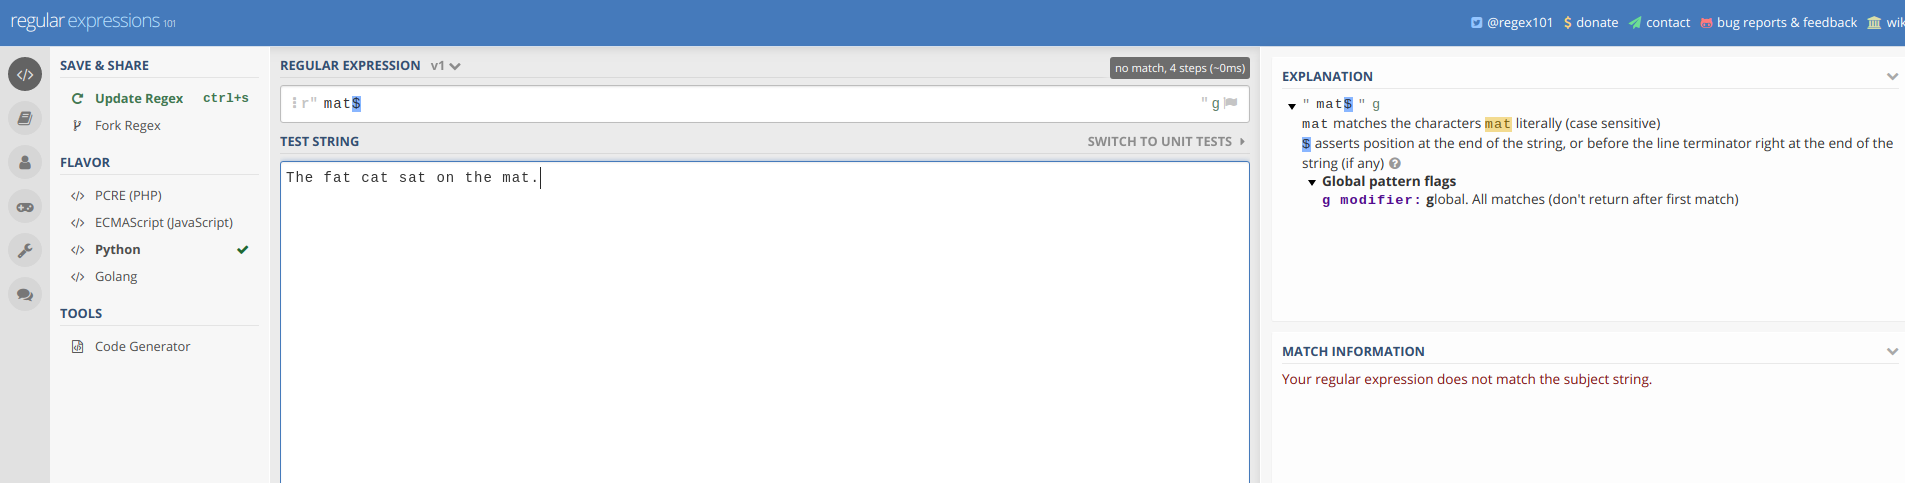 regular expressions 101
@regex101 $ donate contact bug reports & feedback wik
SAVE & SHARE
Update Regex ctrl+s
Fork Regex
FLAVOR
</> PCRE (PHP)
</> ECMAScript (JavaScript)
</> Python
</> Golang
TOOLS
Code Generator
REGULAR EXPRESSION v1
no match, 4 steps (~0ms)
r" mat$ " g
TEST STRING SWITCH TO UNIT TESTS
The fat cat sat on the mat.
EXPLANATION
" mat$ " g
mat matches the characters mat literally (case sensitive)
$ asserts position at the end of the string, or before the line terminator right at the end of the
string (if any) ?
Global pattern flags
g modifier: global. All matches (don't return after first match)
MATCH INFORMATION
Your regular expression does not match the subject string.